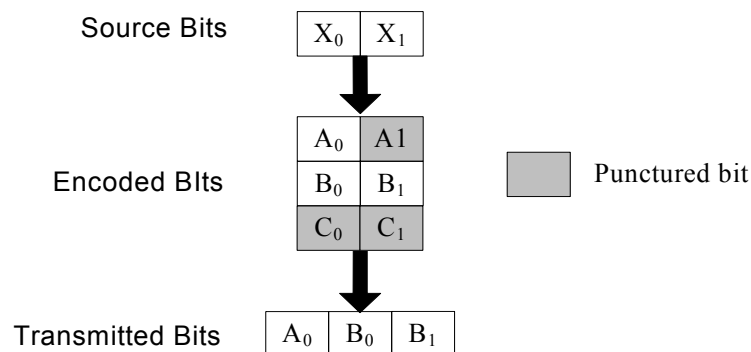 Source Bits
X₀ X₁
A₀ A1
Encoded BIts
B₀ B₁
Punctured bit
C₀ C₁
Transmitted Bits
A₀ B₀ B₁